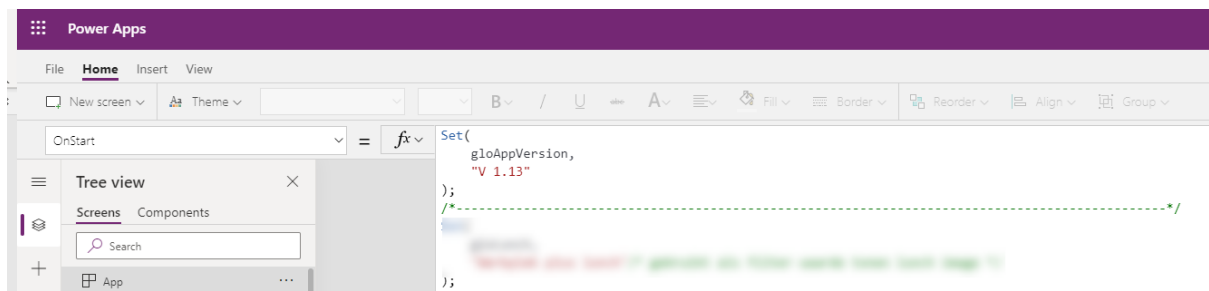 Power Apps
File Home Insert View
New screen Theme B / U abc A Fill Border Reorder Align Group
OnStart = fx Set(
gloAppVersion,
"V 1.13"
);
/*------------------------------------------------------------------------------------------------*/
);
Tree view
Screens Components
Search
App ...